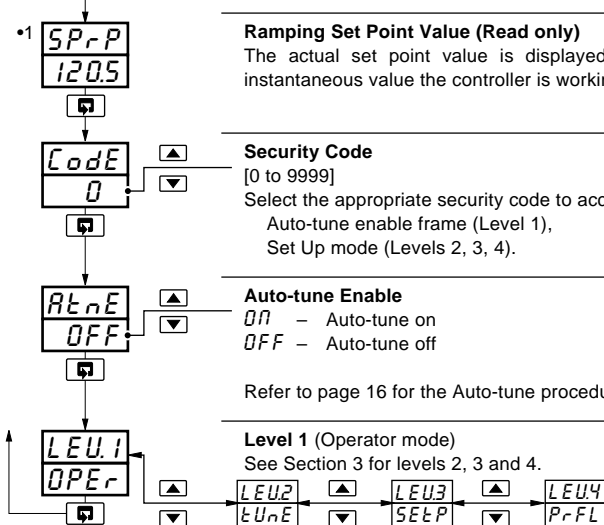 •1 SPrP
120.5
Ramping Set Point Value (Read only)
The actual set point value is displayed
instantaneous value the controller is
CodE
0
Security Code
[0 to 9999]
Select the appropriate security code to
Auto-tune enable frame (Level 1),
Set Up mode (Levels 2, 3, 4).
AtnE
OFF
Auto-tune Enable
On – Auto-tune on
OFF – Auto-tune off
Refer to page 16 for the Auto-tune
LEV.1
OPEr
Level 1 (Operator mode)
See Section 3 for levels 2, 3 and 4.
LEV.2
tUnE
LEV.3
SEtP
LEV.4
PrFL